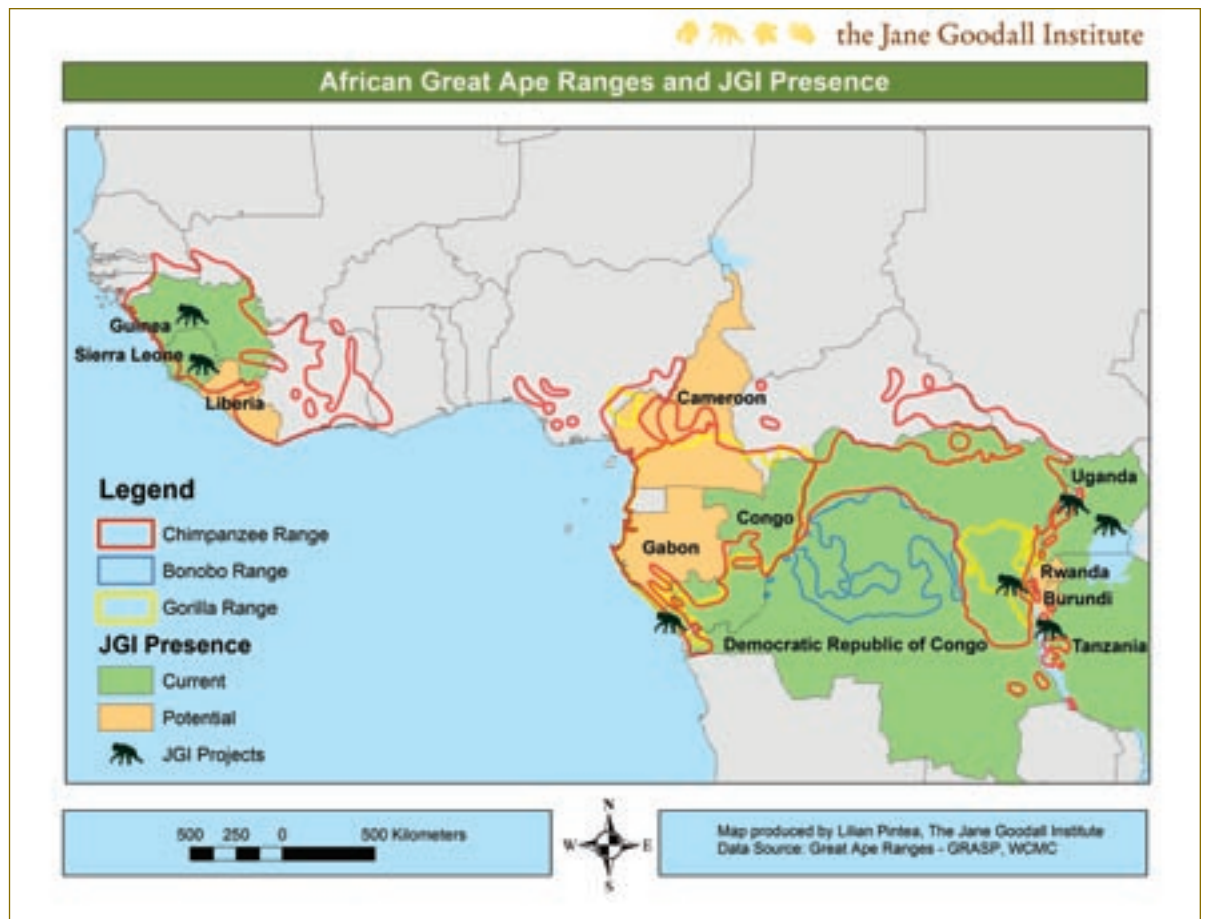 the Jane Goodall Institute
African Great Ape Ranges and JGI Presence
Guinea
Sierra Leone
Liberia
Cameroon
Uganda
Congo
Gabon
Rwanda
Burundi
Democratic Republic of Congo
Tanzania
Legend
Chimpanzee Range
Bonobo Range
Gorilla Range
JGI Presence
Current
Potential
JGI Projects
500 250 0 500 Kilometers
N
W E
S
Map produced by Lilian Pintea, The Jane Goodall Institute
Data Source: Great Ape Ranges - GRASP, WCMC